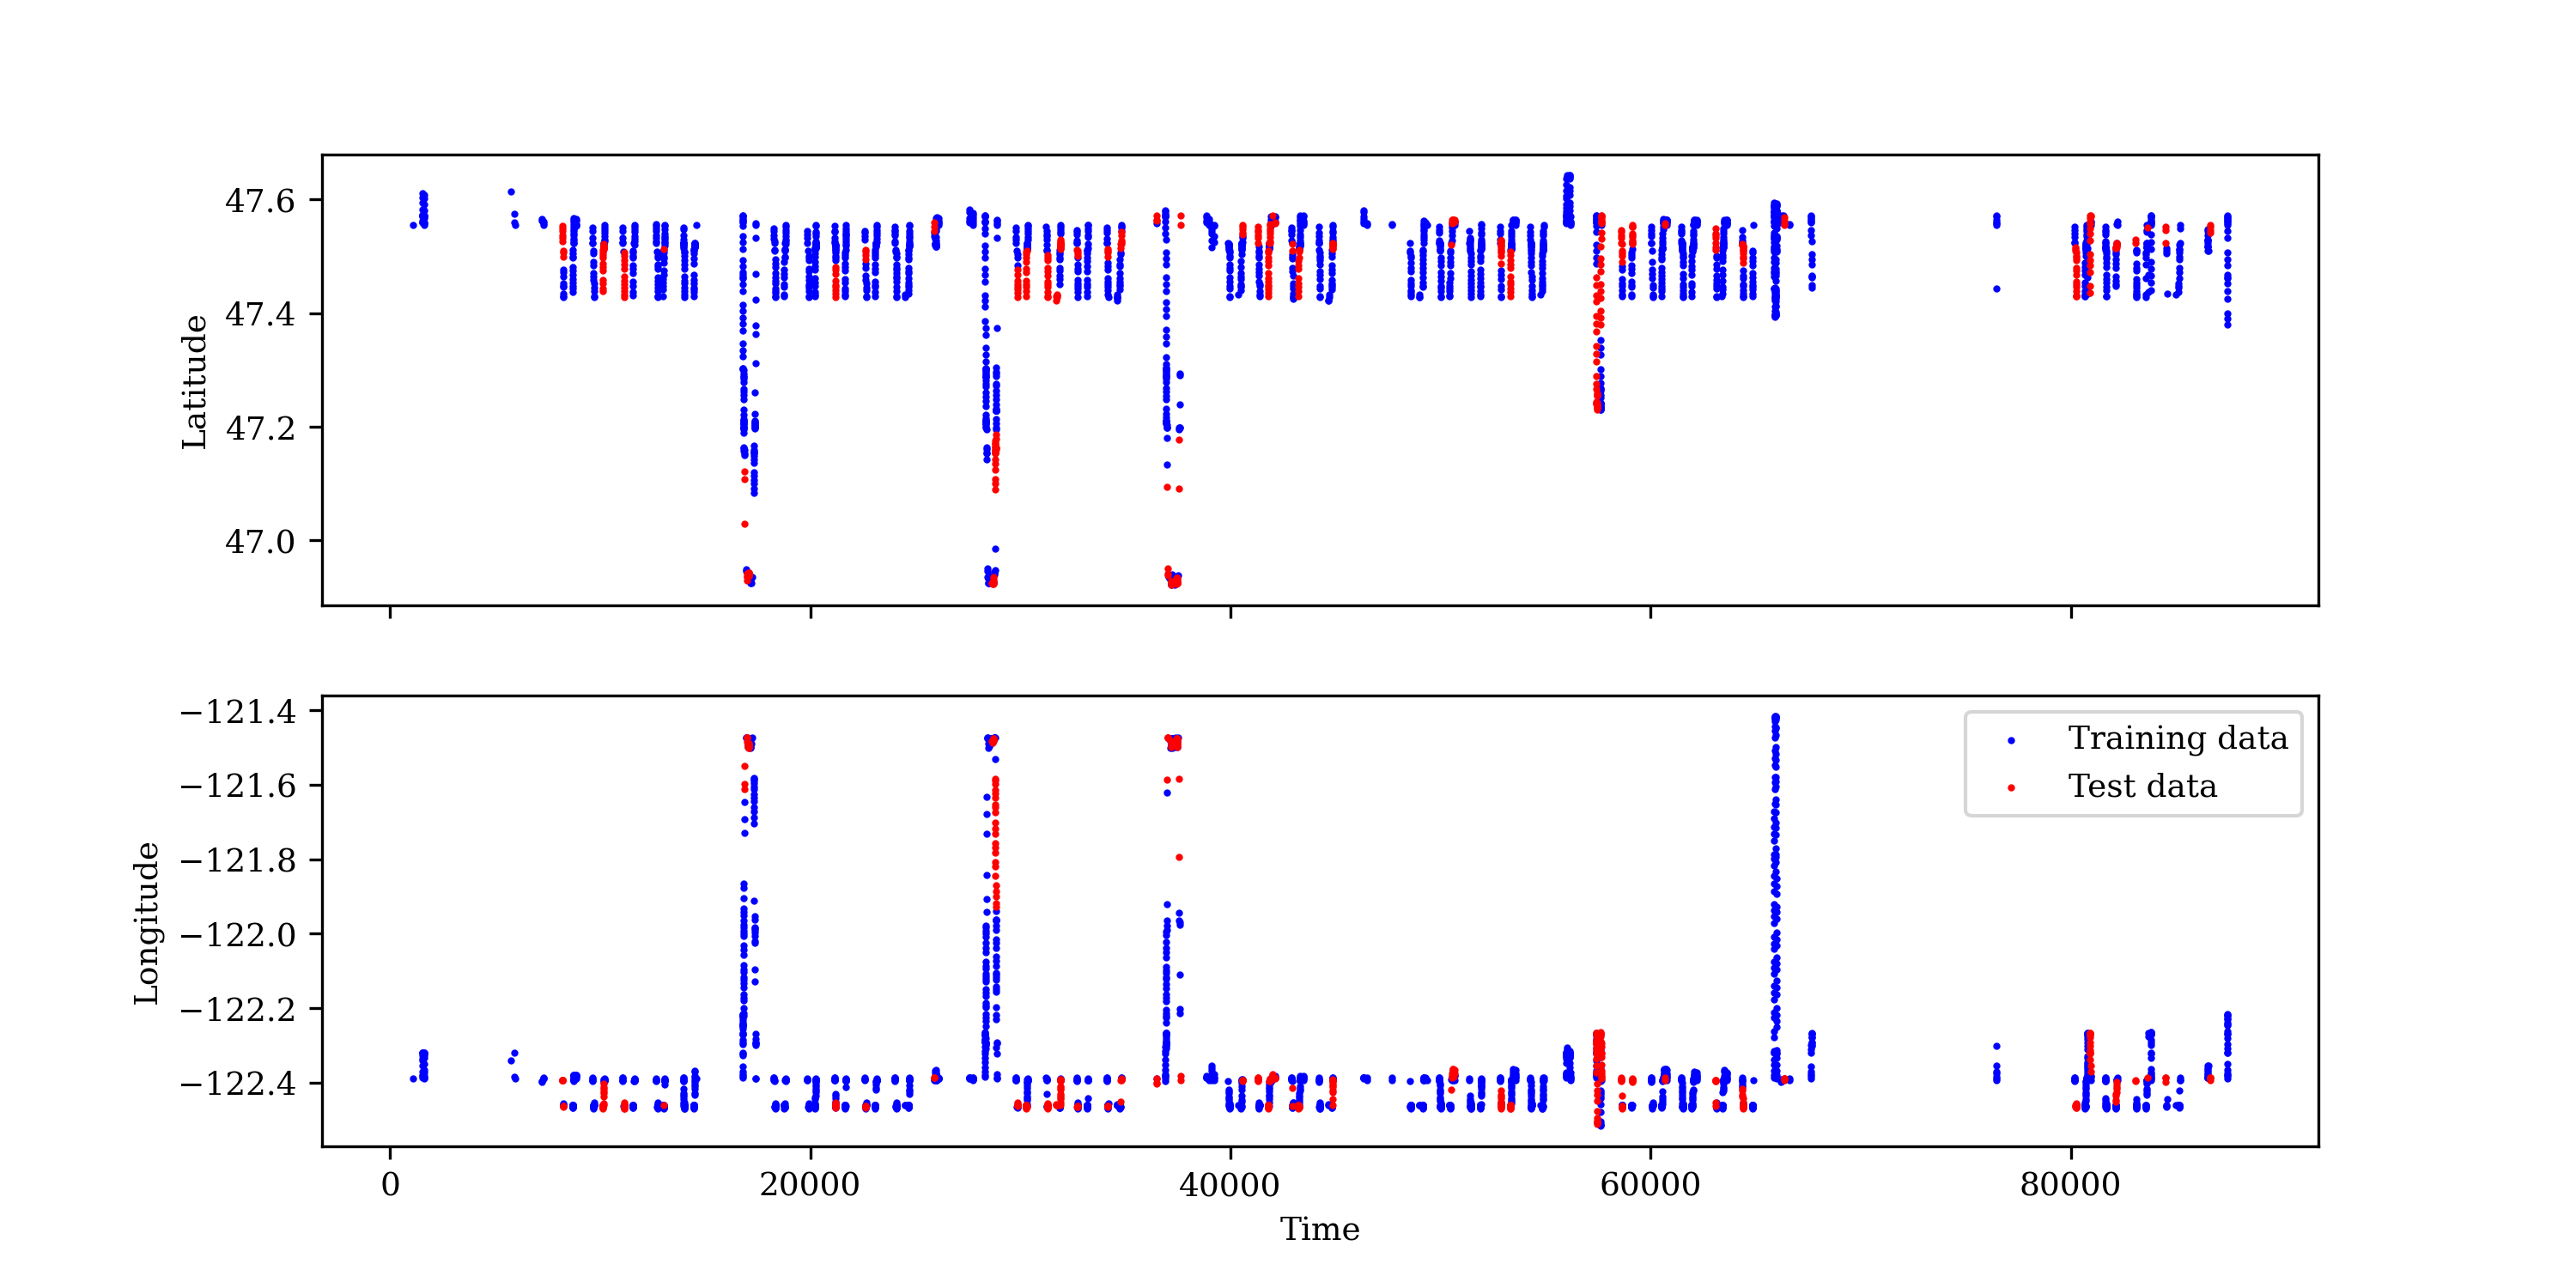 Latitude
47.6
47.4
47.2
47.0
Longitude
−121.4
−121.6
−121.8
−122.0
−122.2
−122.4
Training data
Test data
0 20000 40000 60000 80000
Time